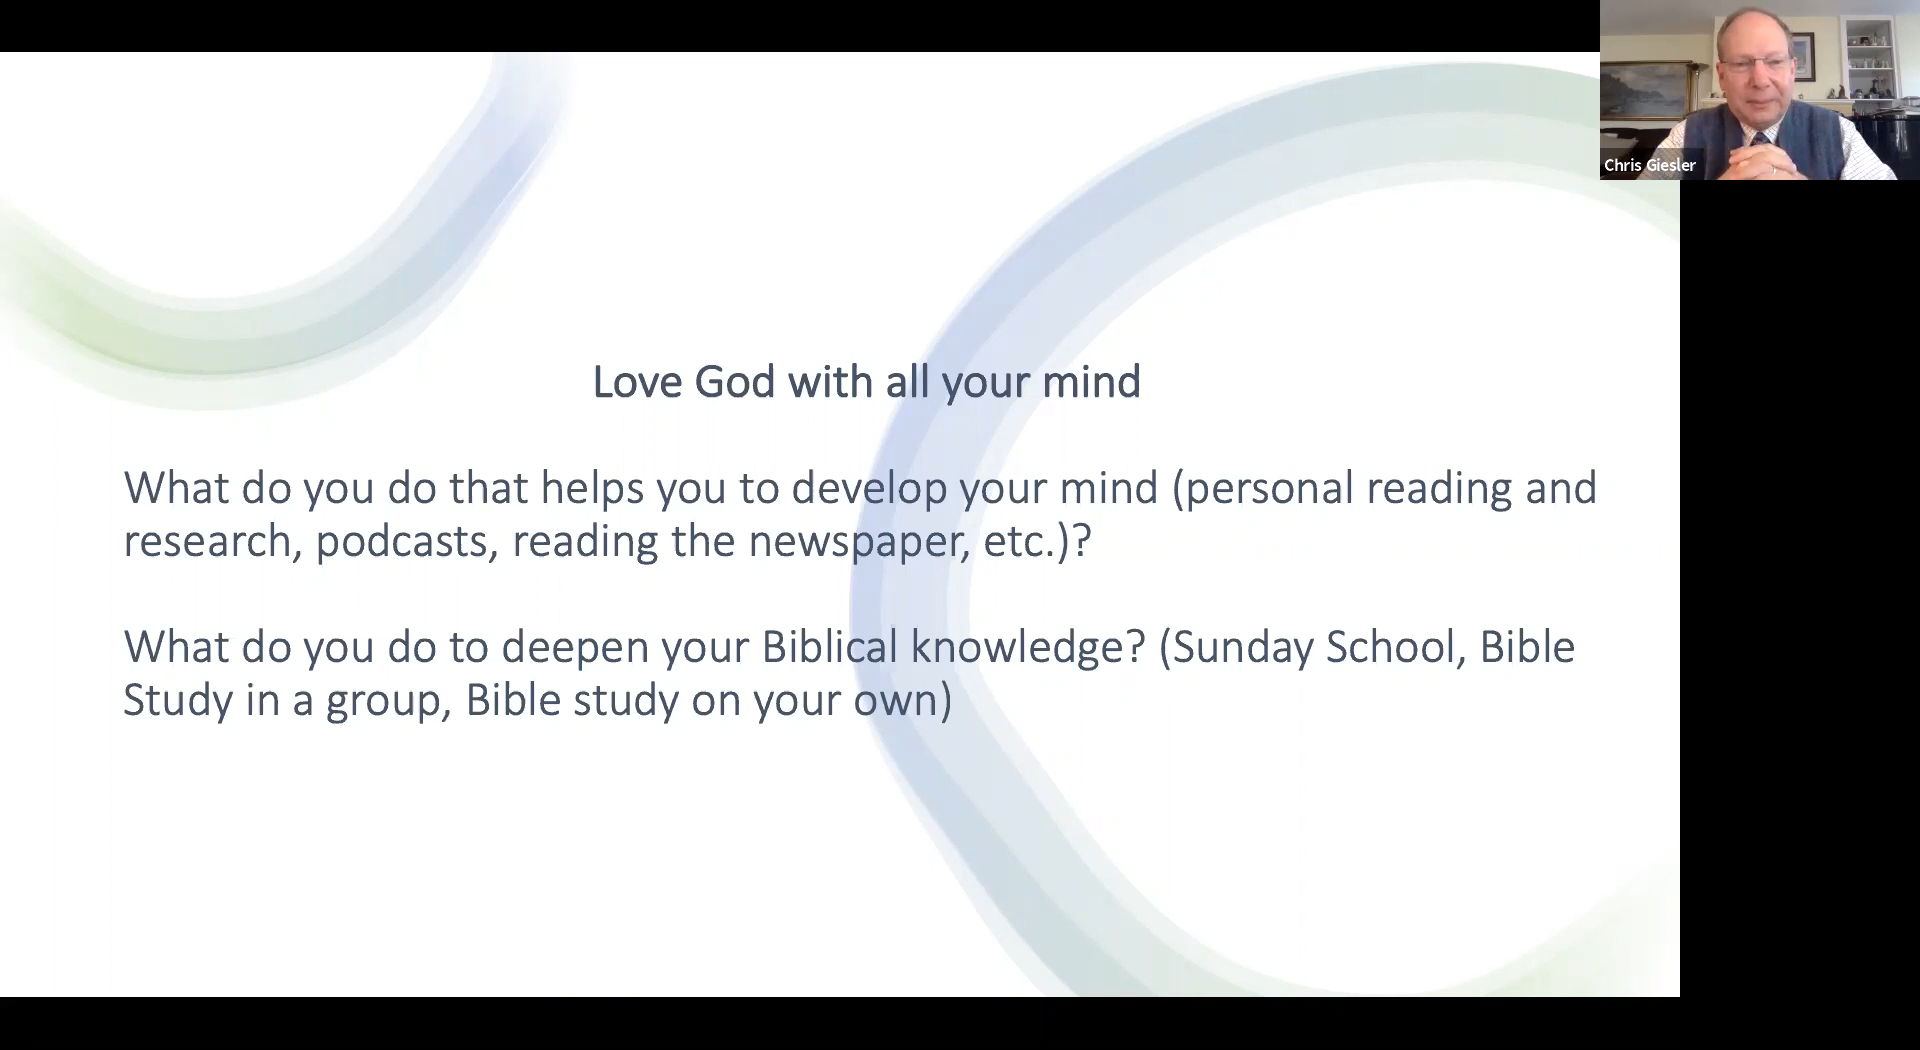 Chris Giesler
Love God with all your mind
What do you do that helps you to develop your mind (personal reading and
research, podcasts, reading the newspaper, etc.)?
What do you do to deepen your Biblical knowledge? (Sunday School, Bible
Study in a group, Bible study on your own)